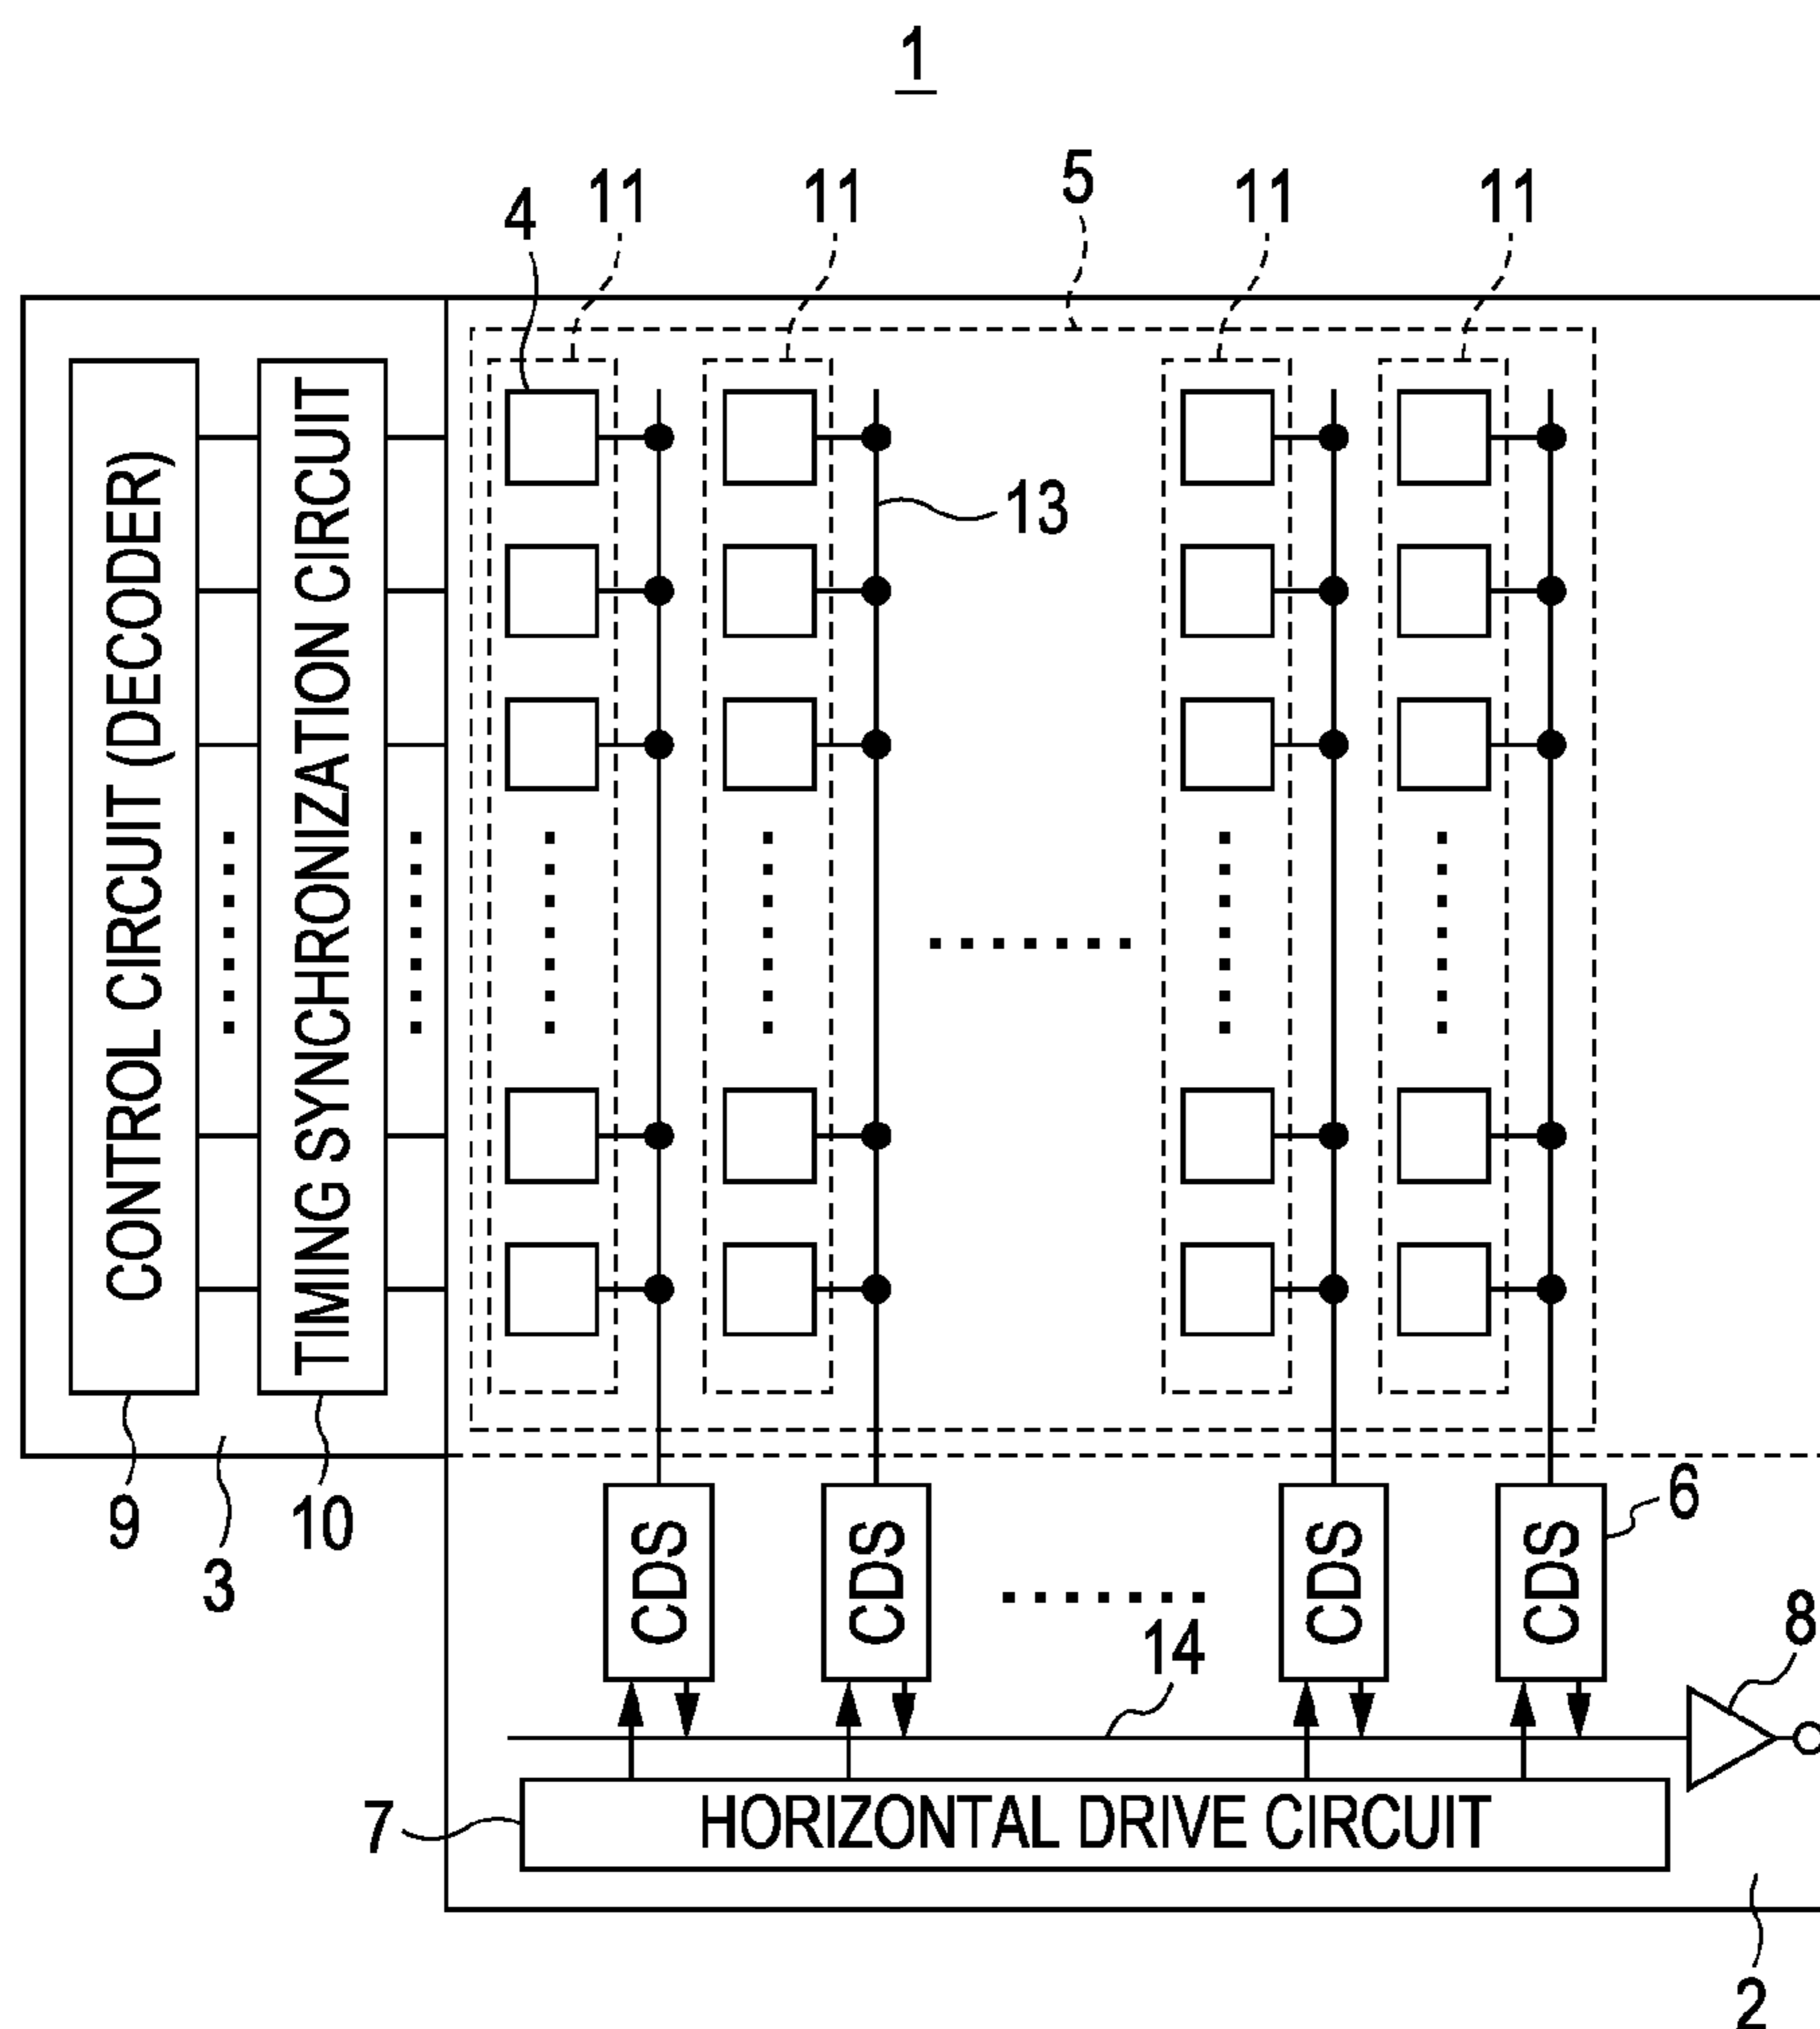 1
5
4
11
11
11
11
13
CONTROL CIRCUIT (DECODER)
TIMING SYNCHRONIZATION CIRCUIT
9
10
3
CDS
CDS
CDS
CDS
6
14
8
7
HORIZONTAL DRIVE CIRCUIT
2